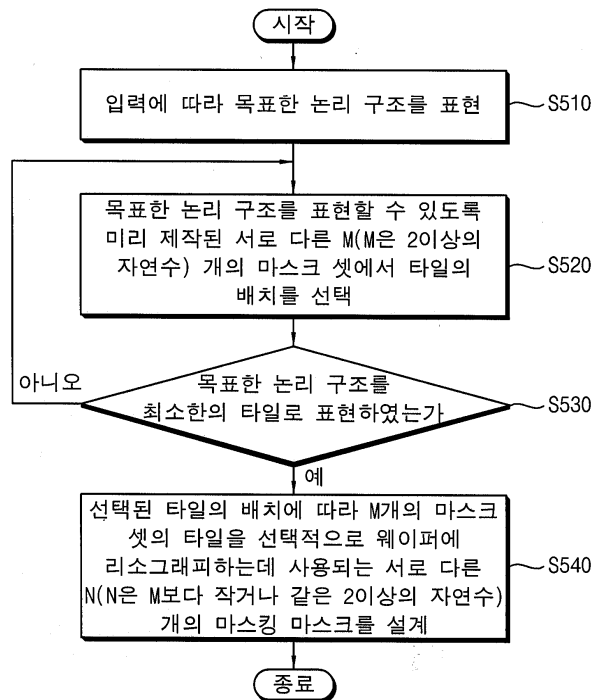 시작
입력에 따라 목표한 논리 구조를 표현
S510
목표한 논리 구조를 표현할 수 있도록
미리 제작된 서로 다른 M(M은 2이상의
자연수) 개의 마스크 셋에서 타일의
배치를 선택
S520
아니오
목표한 논리 구조를
최소한의 타일로 표현하였는가
S530
예
선택된 타일의 배치에 따라 M개의 마스크
셋의 타일을 선택적으로 웨이퍼에
리소그래피하는데 사용되는 서로 다른
N(N은 M보다 작거나 같은 2이상의 자연수)
개의 마스킹 마스크를 설계
S540
종료